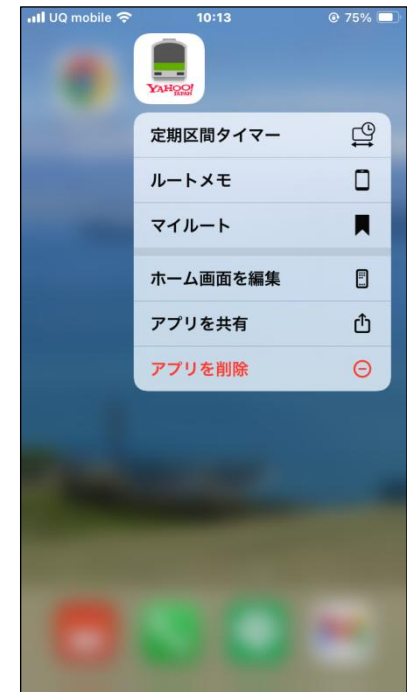 UQ mobile 10:13 75%
YAHOO!
JAPAN
定期区間タイマー
ルートメモ
マイルート
ホーム画面を編集
アプリを共有
アプリを削除